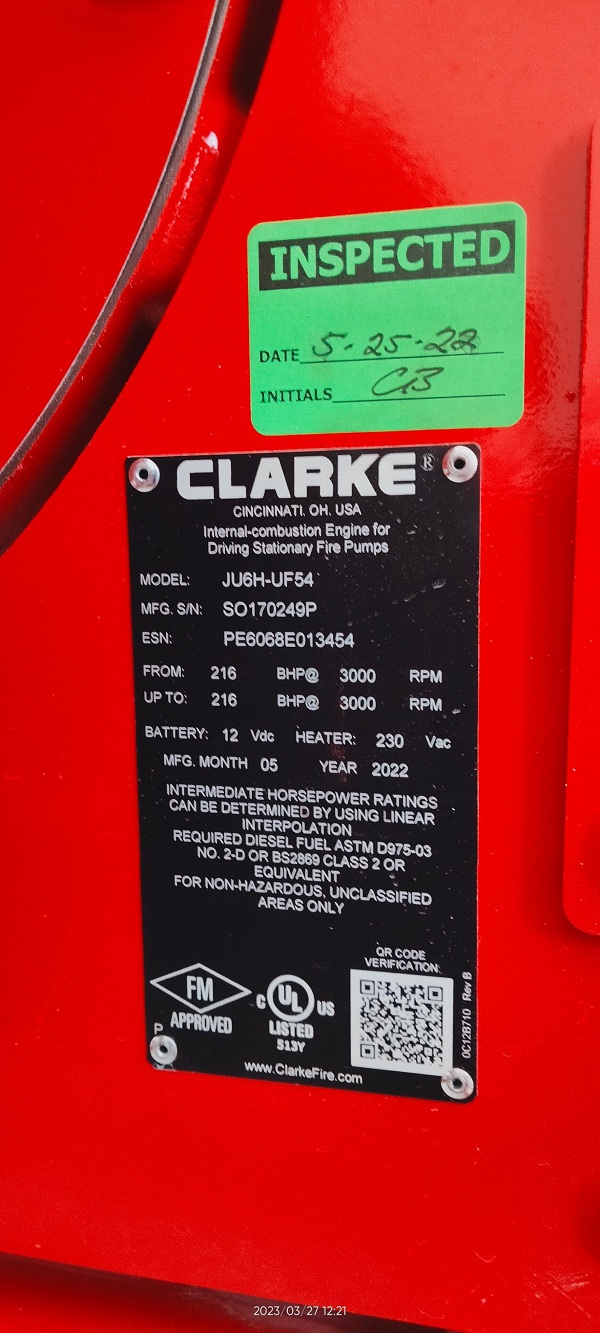 INSPECTED
DATE 5-25-22
INITIALS CB
CLARKE®
CINCINNATI. OH. USA
Internal-combustion Engine for
Driving Stationary Fire Pumps
MODEL: JU6H-UF54
MFG. S/N: SO170249P
ESN: PE6068E013454
FROM: 216 BHP@ 3000 RPM
UP TO: 216 BHP@ 3000 RPM
BATTERY: 12 Vdc HEATER: 230 Vac
MFG. MONTH 05 YEAR 2022
INTERMEDIATE HORSEPOWER RATINGS
CAN BE DETERMINED BY USING LINEAR
INTERPOLATION
REQUIRED DIESEL FUEL ASTM D975-03
NO. 2-D OR BS2869 CLASS 2 OR
EQUIVALENT
FOR NON-HAZARDOUS, UNCLASSIFIED
AREAS ONLY
QR CODE
VERIFICATION
FM
APPROVED
C UL US
LISTED
513Y
P
0C12B710 Rev B
www.ClarkeFire.com
2023/03/27 12:21